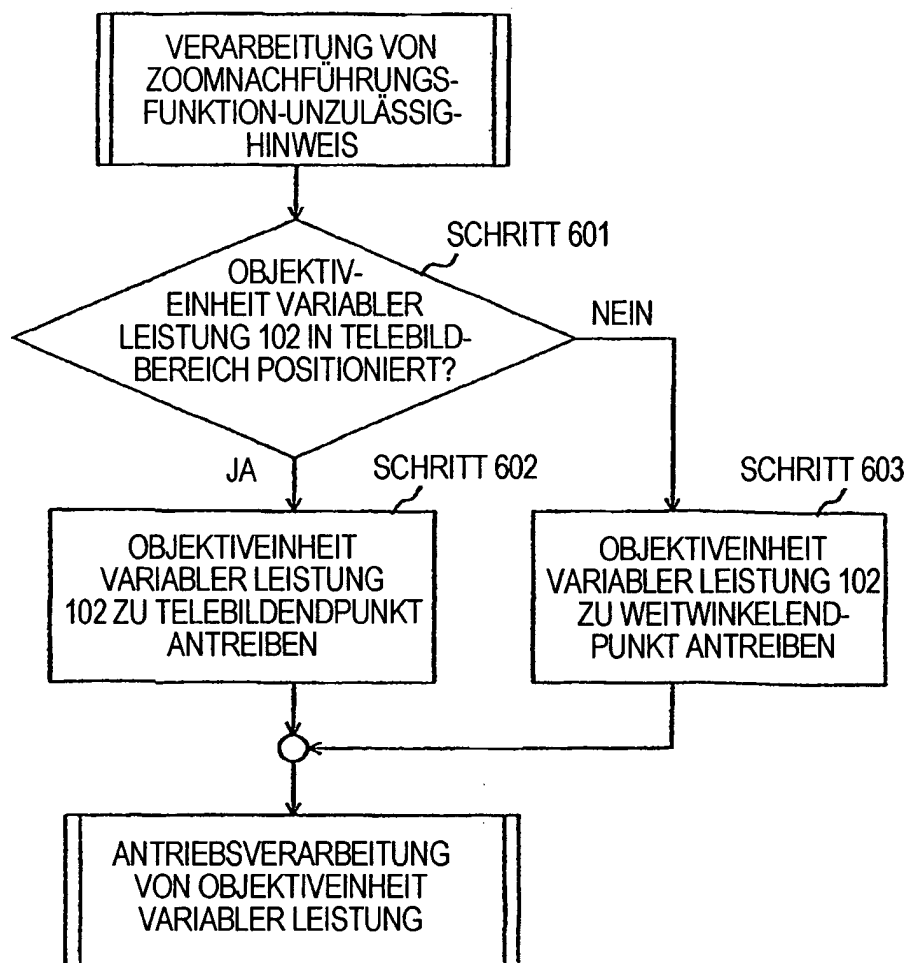 VERARBEITUNG VON
ZOOMNACHFÜHRUNGS-
FUNKTION-UNZULÄSSIG-
HINWEIS
SCHRITT 601
OBJEKTIV-
EINHEIT VARIABLER
LEISTUNG 102 IN TELEBILD-
BEREICH POSITIONIERT?
NEIN
JA
SCHRITT 602
OBJEKTIVEINHEIT
VARIABLER LEISTUNG
102 ZU TELEBILDENDPUNKT
ANTREIBEN
SCHRITT 603
OBJEKTIVEINHEIT
VARIABLER LEISTUNG 102
ZU WEITWINKELEND-
PUNKT ANTREIBEN
ANTRIEBSVERARBEITUNG
VON OBJEKTIVEINHEIT
VARIABLER LEISTUNG